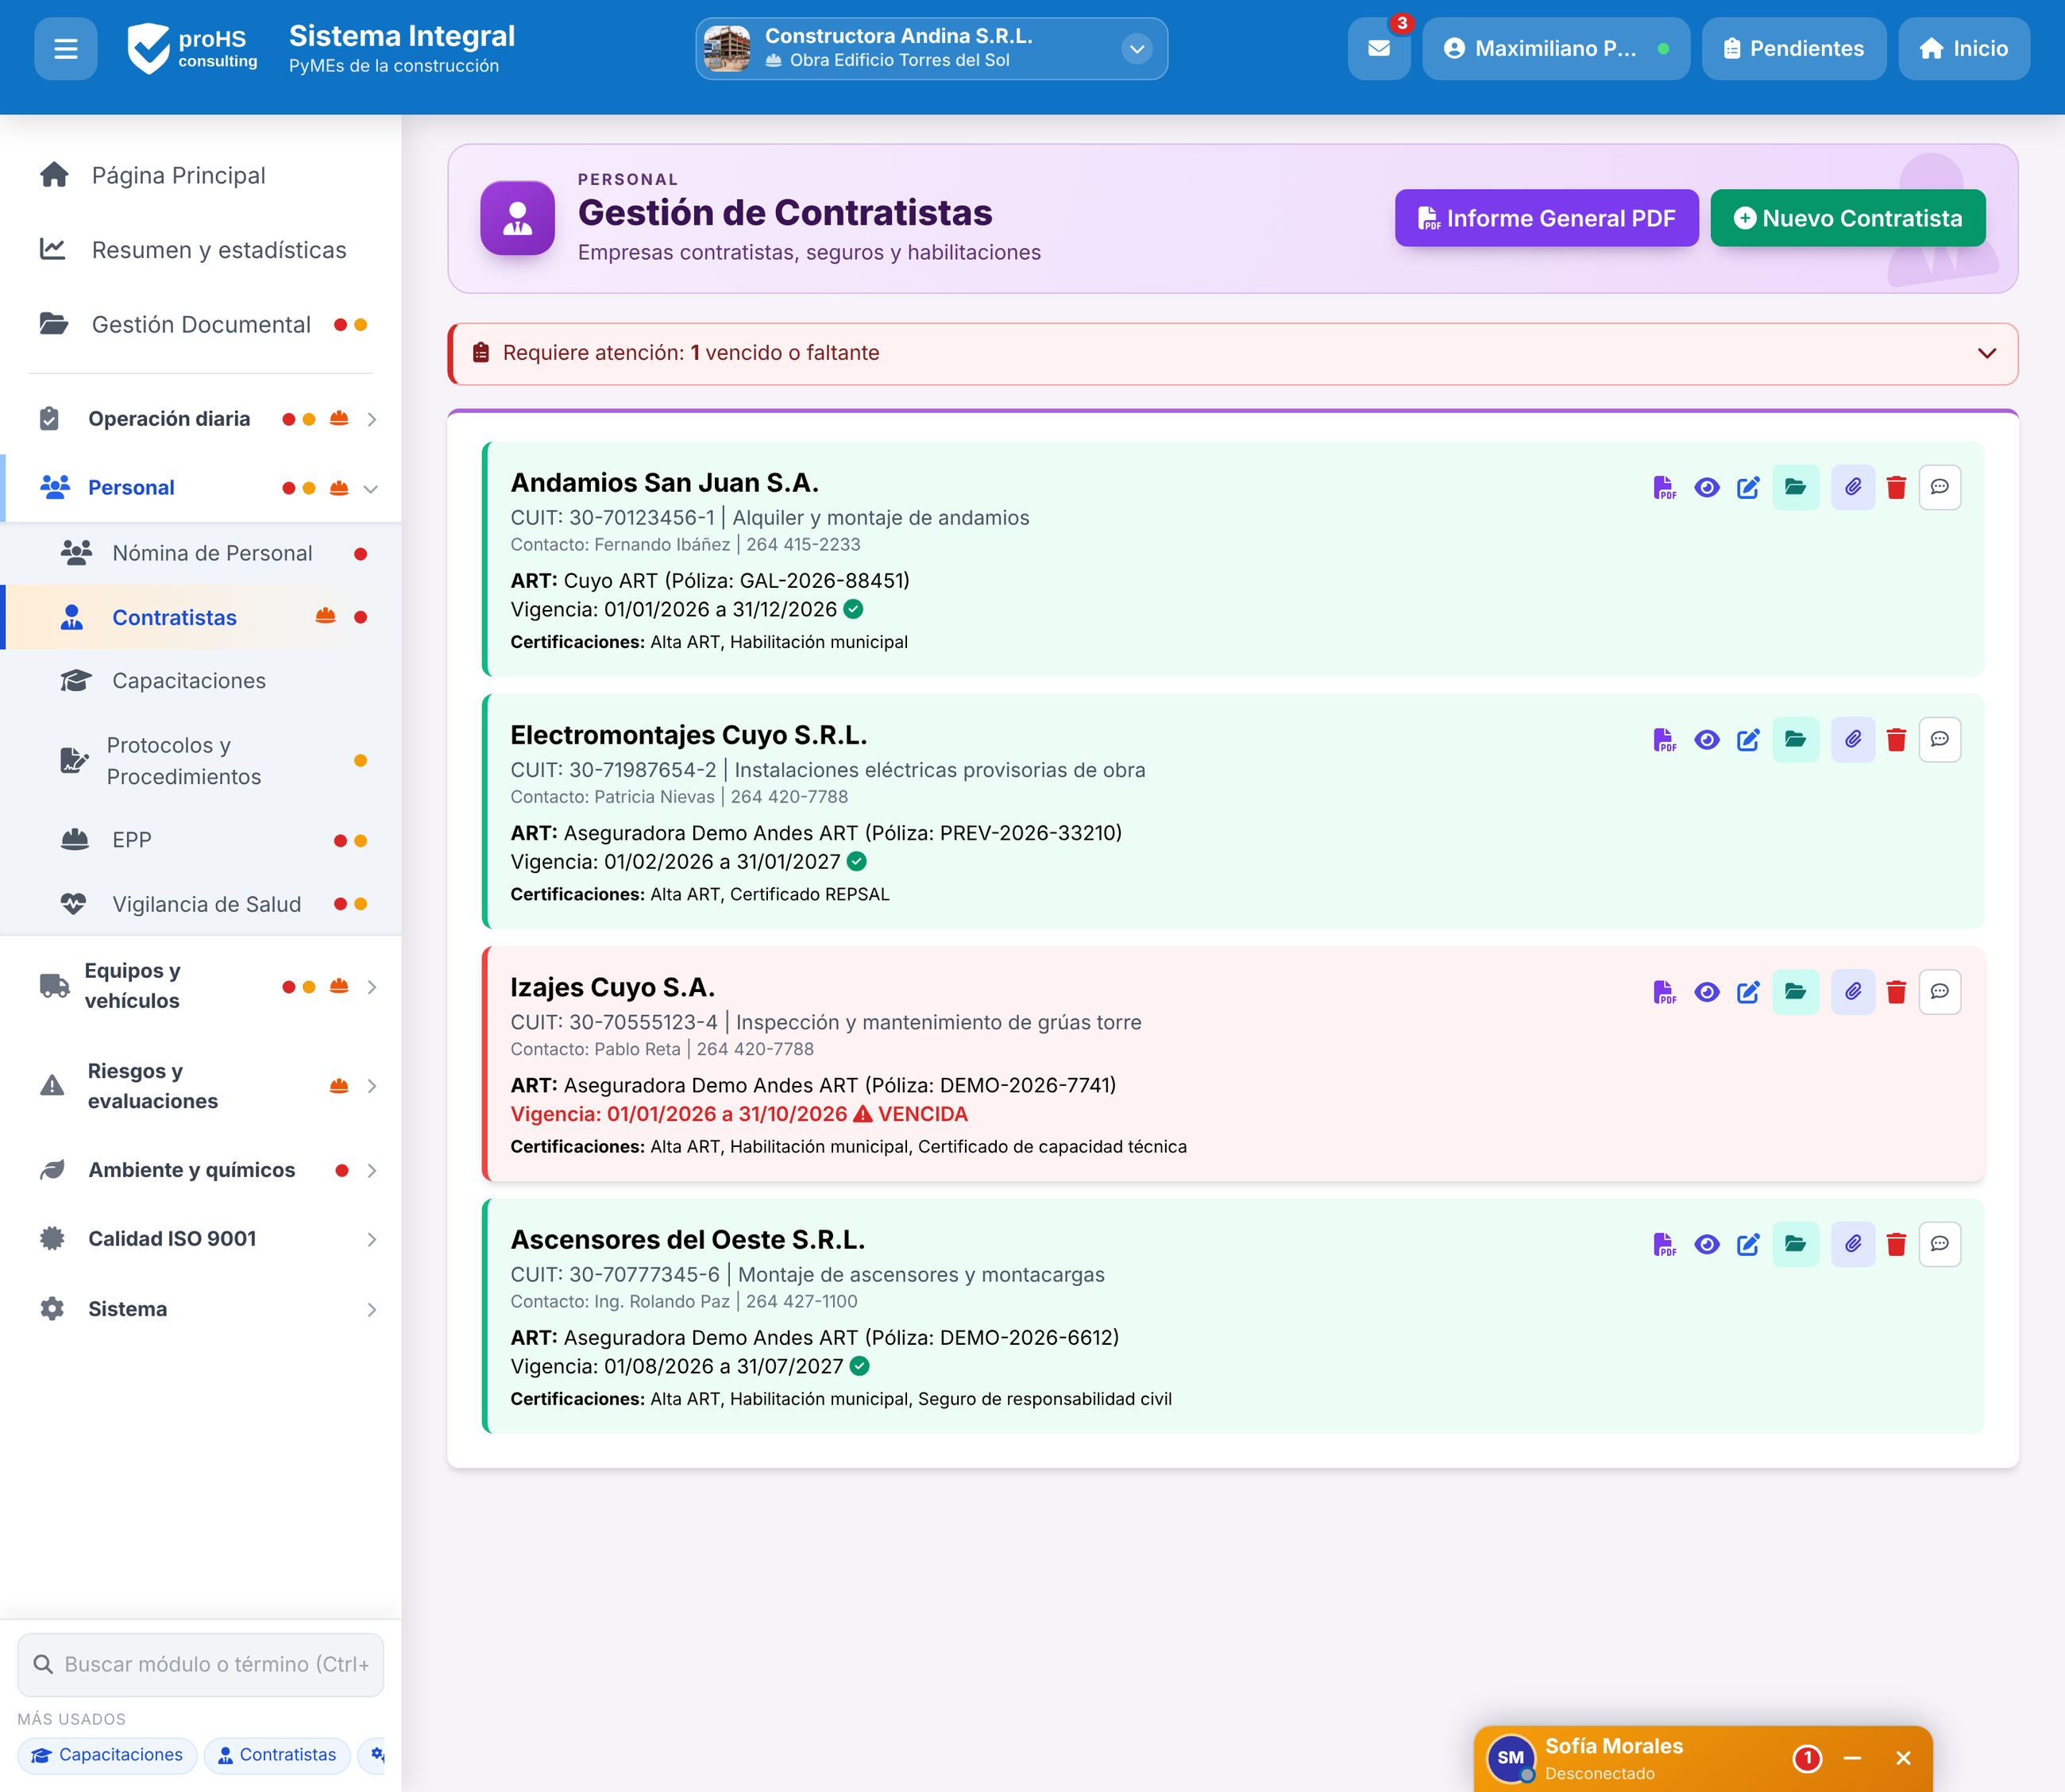 proHS
consulting
Sistema Integral
PyMEs de la construcción
Constructora Andina S.R.L.
Obra Edificio Torres del Sol
3
Maximiliano P...
Pendientes
Inicio
Página Principal
Resumen y estadísticas
Gestión Documental
Operación diaria
Personal
Nómina de Personal
Contratistas
Capacitaciones
Protocolos y
Procedimientos
EPP
Vigilancia de Salud
Equipos y
vehículos
Riesgos y
evaluaciones
Ambiente y químicos
Calidad ISO 9001
Sistema
Buscar módulo o término (Ctrl+
MÁS USADOS
Capacitaciones
Contratistas
PERSONAL
Gestión de Contratistas
Empresas contratistas, seguros y habilitaciones
PDF Informe General PDF
Nuevo Contratista
Requiere atención: 1 vencido o faltante
Andamios San Juan S.A.
PDF
CUIT: 30-70123456-1 | Alquiler y montaje de andamios
Contacto: Fernando Ibáñez | 264 415-2233
ART: Cuyo ART (Póliza: GAL-2026-88451)
Vigencia: 01/01/2026 a 31/12/2026
Certificaciones: Alta ART, Habilitación municipal
Electromontajes Cuyo S.R.L.
PDF
CUIT: 30-71987654-2 | Instalaciones eléctricas provisorias de obra
Contacto: Patricia Nievas | 264 420-7788
ART: Aseguradora Demo Andes ART (Póliza: PREV-2026-33210)
Vigencia: 01/02/2026 a 31/01/2027
Certificaciones: Alta ART, Certificado REPSAL
Izajes Cuyo S.A.
PDF
CUIT: 30-70555123-4 | Inspección y mantenimiento de grúas torre
Contacto: Pablo Reta | 264 420-7788
ART: Aseguradora Demo Andes ART (Póliza: DEMO-2026-7741)
Vigencia: 01/01/2026 a 31/10/2026 VENCIDA
Certificaciones: Alta ART, Habilitación municipal, Certificado de capacidad técnica
Ascensores del Oeste S.R.L.
PDF
CUIT: 30-70777345-6 | Montaje de ascensores y montacargas
Contacto: Ing. Rolando Paz | 264 427-1100
ART: Aseguradora Demo Andes ART (Póliza: DEMO-2026-6612)
Vigencia: 01/08/2026 a 31/07/2027
Certificaciones: Alta ART, Habilitación municipal, Seguro de responsabilidad civil
SM
Sofía Morales
Desconectado
1